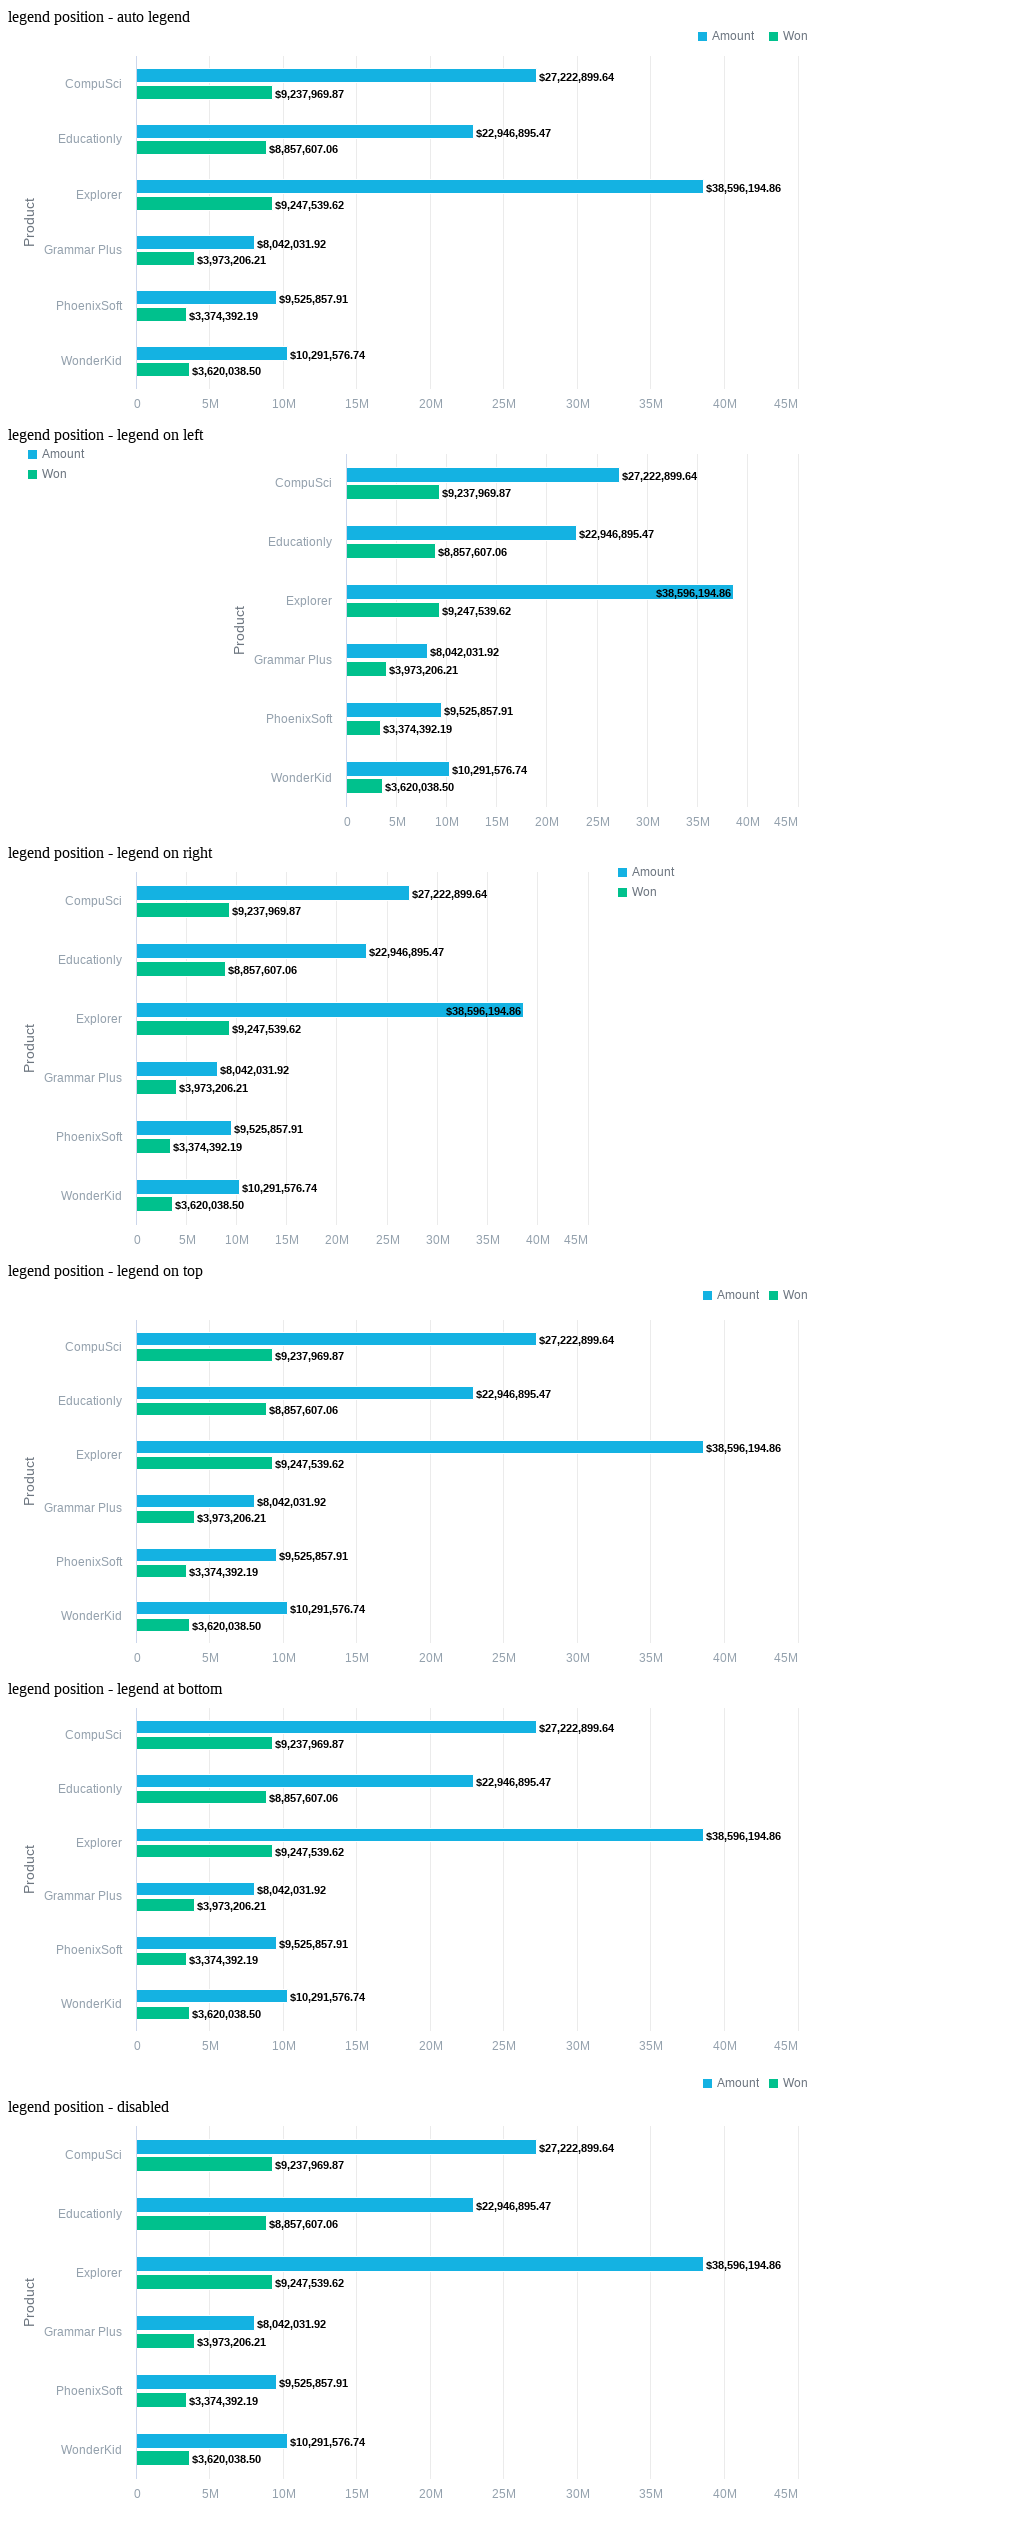 legend position - auto legend
Amount Won
CompuSci
$27,222,899.64
$9,237,969.87
Educationly
$22,946,895.47
$8,857,607.06
Explorer
$38,596,194.86
$9,247,539.62
Product
Grammar Plus
$8,042,031.92
$3,973,206.21
PhoenixSoft
$9,525,857.91
$3,374,392.19
WonderKid
$10,291,576.74
$3,620,038.50
0 5M 10M 15M 20M 25M 30M 35M 40M 45M
legend position - legend on left
Amount
Won
CompuSci
$27,222,899.64
$9,237,969.87
Educationly
$22,946,895.47
$8,857,607.06
Explorer
$38,596,194.86
$9,247,539.62
Product
Grammar Plus
$8,042,031.92
$3,973,206.21
PhoenixSoft
$9,525,857.91
$3,374,392.19
WonderKid
$10,291,576.74
$3,620,038.50
0 5M 10M 15M 20M 25M 30M 35M 40M 45M
legend position - legend on right
Amount
Won
CompuSci
$27,222,899.64
$9,237,969.87
Educationly
$22,946,895.47
$8,857,607.06
Explorer
$38,596,194.86
$9,247,539.62
Product
Grammar Plus
$8,042,031.92
$3,973,206.21
PhoenixSoft
$9,525,857.91
$3,374,392.19
WonderKid
$10,291,576.74
$3,620,038.50
0 5M 10M 15M 20M 25M 30M 35M 40M 45M
legend position - legend on top
Amount Won
CompuSci
$27,222,899.64
$9,237,969.87
Educationly
$22,946,895.47
$8,857,607.06
Explorer
$38,596,194.86
$9,247,539.62
Product
Grammar Plus
$8,042,031.92
$3,973,206.21
PhoenixSoft
$9,525,857.91
$3,374,392.19
WonderKid
$10,291,576.74
$3,620,038.50
0 5M 10M 15M 20M 25M 30M 35M 40M 45M
legend position - legend at bottom
CompuSci
$27,222,899.64
$9,237,969.87
Educationly
$22,946,895.47
$8,857,607.06
Explorer
$38,596,194.86
$9,247,539.62
Product
Grammar Plus
$8,042,031.92
$3,973,206.21
PhoenixSoft
$9,525,857.91
$3,374,392.19
WonderKid
$10,291,576.74
$3,620,038.50
0 5M 10M 15M 20M 25M 30M 35M 40M 45M
Amount Won
legend position - disabled
CompuSci
$27,222,899.64
$9,237,969.87
Educationly
$22,946,895.47
$8,857,607.06
Explorer
$38,596,194.86
$9,247,539.62
Product
Grammar Plus
$8,042,031.92
$3,973,206.21
PhoenixSoft
$9,525,857.91
$3,374,392.19
WonderKid
$10,291,576.74
$3,620,038.50
0 5M 10M 15M 20M 25M 30M 35M 40M 45M